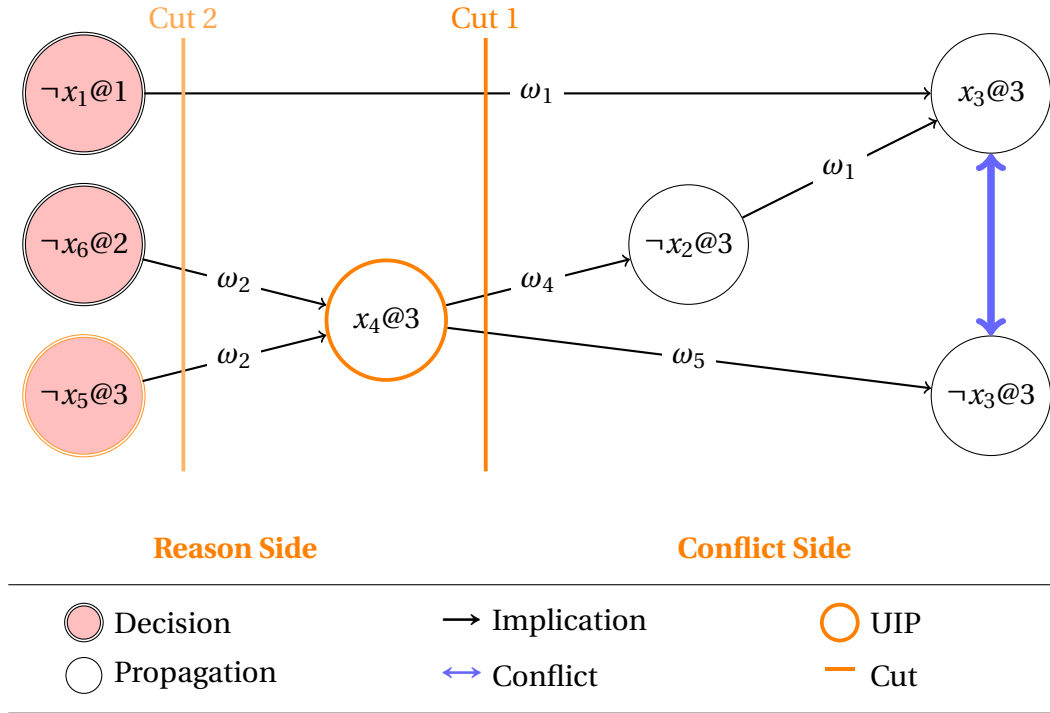 Cut 2
Cut 1
¬x₁@1
ω₁
x₃@3
ω₁
¬x₆@2
ω₂
ω₄
¬x₂@3
x₄@3
ω₂
ω₅
¬x₅@3
¬x₃@3
Reason Side
Conflict Side
Decision
Implication
UIP
Propagation
Conflict
Cut